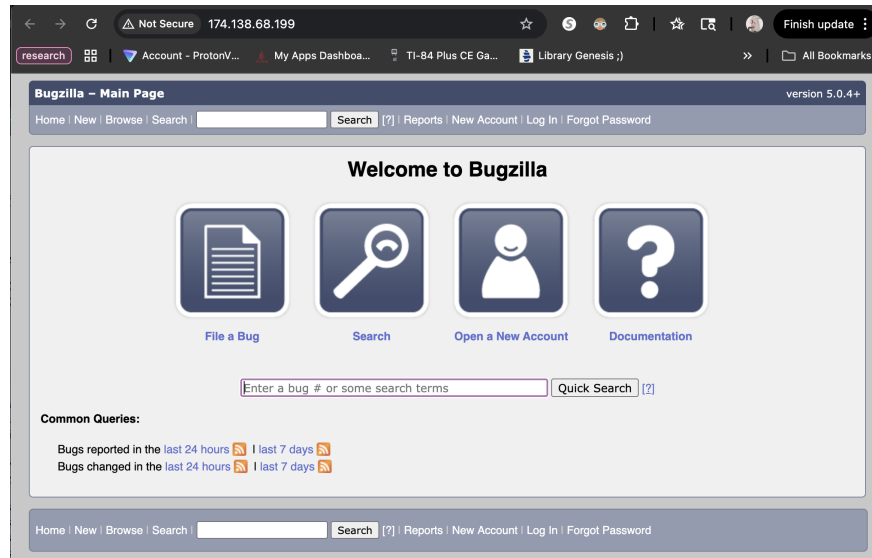 Not Secure 174.138.68.199 Finish update
research Account - ProtonV... My Apps Dashboa... TI-84 Plus CE Ga... Library Genesis ;) » All Bookmarks
Bugzilla – Main Page version 5.0.4+
Home | New | Browse | Search | Search [?] | Reports | New Account | Log In | Forgot Password
Welcome to Bugzilla
File a Bug Search Open a New Account Documentation
Enter a bug # or some search terms Quick Search [?]
Common Queries:
Bugs reported in the last 24 hours | last 7 days
Bugs changed in the last 24 hours | last 7 days
Home | New | Browse | Search | Search [?] | Reports | New Account | Log In | Forgot Password